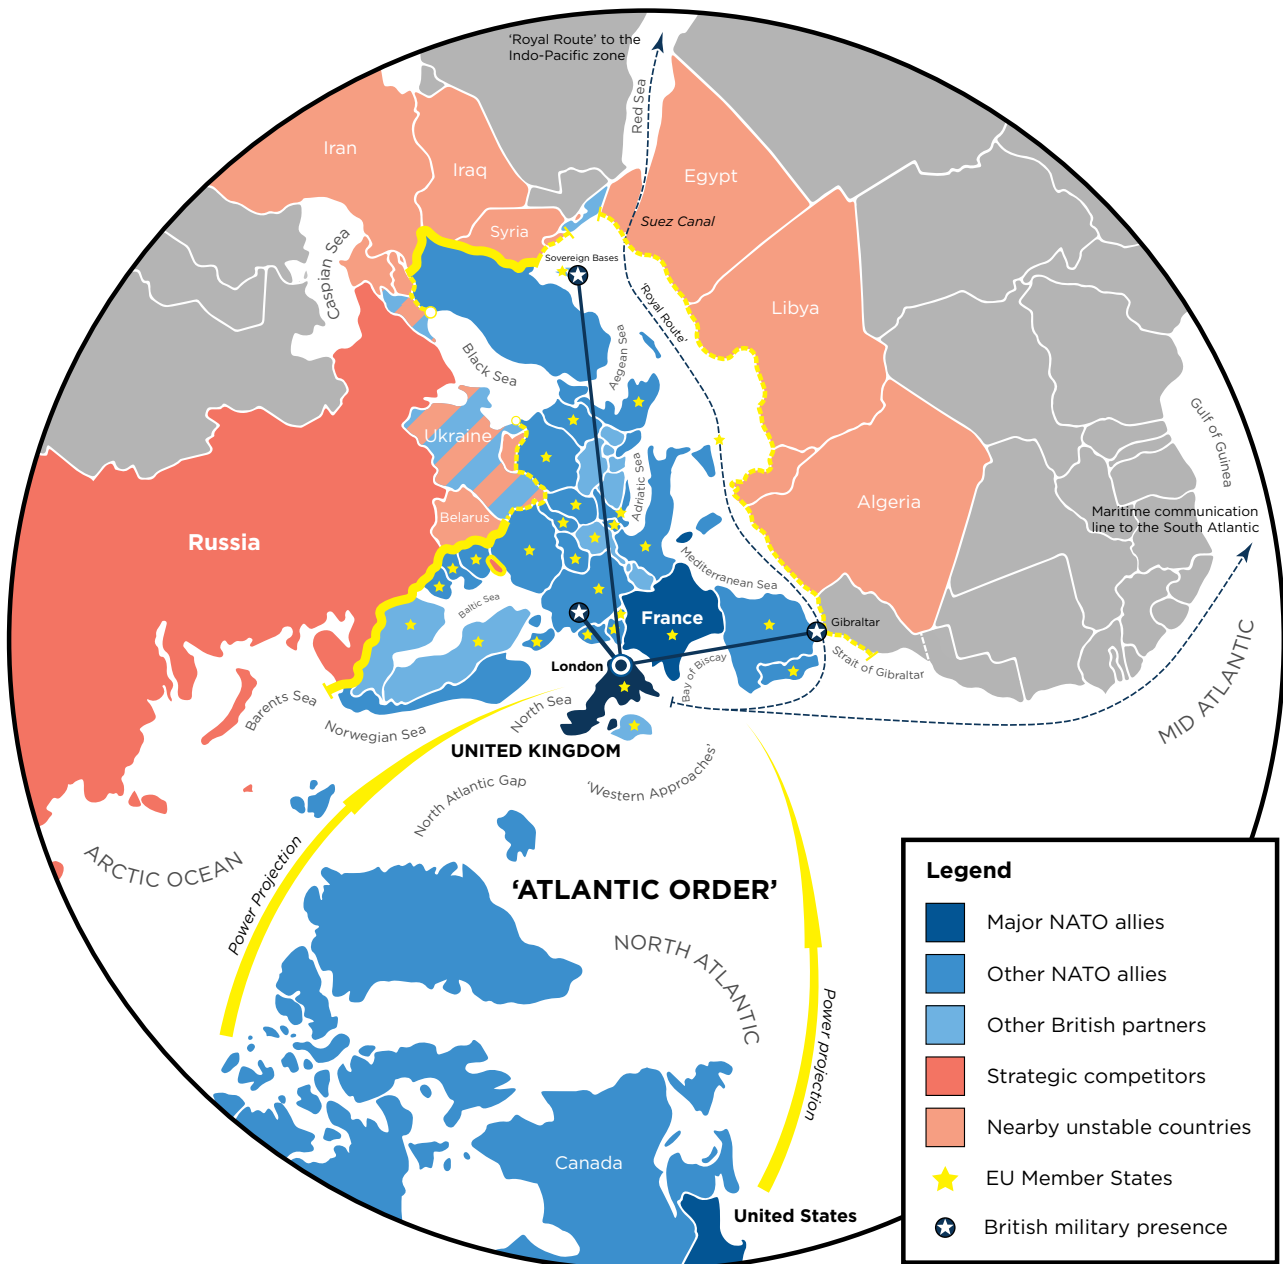 'Royal Route' to the
Indo-Pacific zone
Red Sea
Iran
Iraq
Egypt
Syria
Suez Canal
Caspian Sea
Sovereign Bases
'Royal Route'
Libya
Black Sea
Aegean Sea
Ukraine
Gulf of Guinea
Adriatic Sea
Algeria
Belarus
Maritime communication
line to the South Atlantic
Russia
Mediterranean Sea
Baltic Sea
France
Gibraltar
London
Strait of Gibraltar
Bay of Biscay
Barents Sea
Norwegian Sea
North Sea
MID ATLANTIC
UNITED KINGDOM
'Western Approaches'
North Atlantic Gap
ARCTIC OCEAN
Power Projection
'ATLANTIC ORDER'
NORTH ATLANTIC
Power projection
Canada
United States
Legend
Major NATO allies
Other NATO allies
Other British partners
Strategic competitors
Nearby unstable countries
EU Member States
British military presence